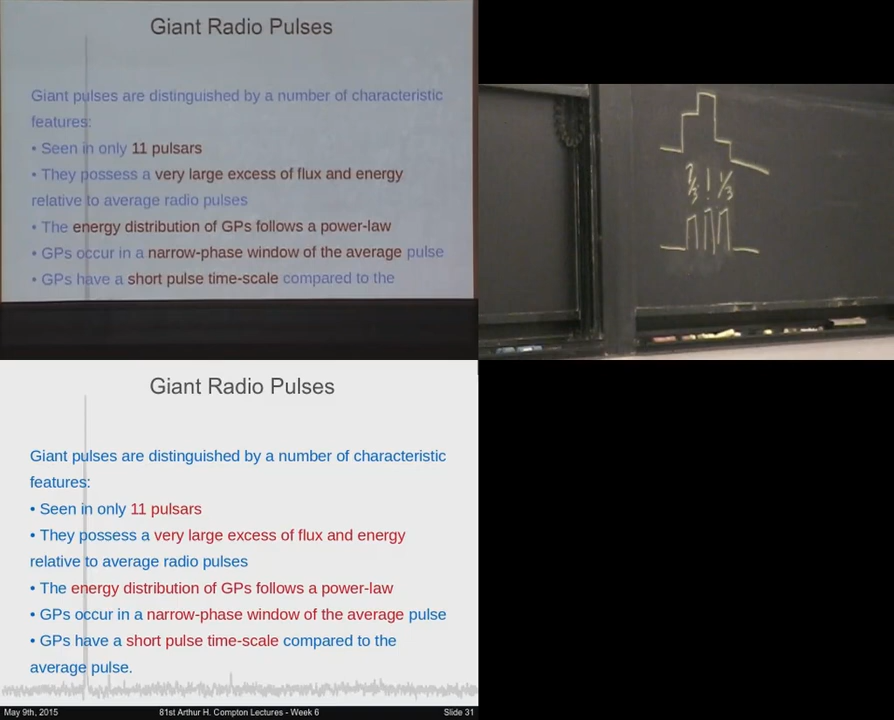 Giant Radio Pulses
Giant pulses are distinguished by a number of characteristic
features:
• Seen in only 11 pulsars
• They possess a very large excess of flux and energy
relative to average radio pulses
• The energy distribution of GPs follows a power-law
• GPs occur in a narrow-phase window of the average pulse
• GPs have a short pulse time-scale compared to the
Giant Radio Pulses
Giant pulses are distinguished by a number of characteristic
features:
• Seen in only 11 pulsars
• They possess a very large excess of flux and energy
relative to average radio pulses
• The energy distribution of GPs follows a power-law
• GPs occur in a narrow-phase window of the average pulse
• GPs have a short pulse time-scale compared to the
average pulse.
May 9th, 2015 81st Arthur H. Compton Lectures - Week 6 Slide 31